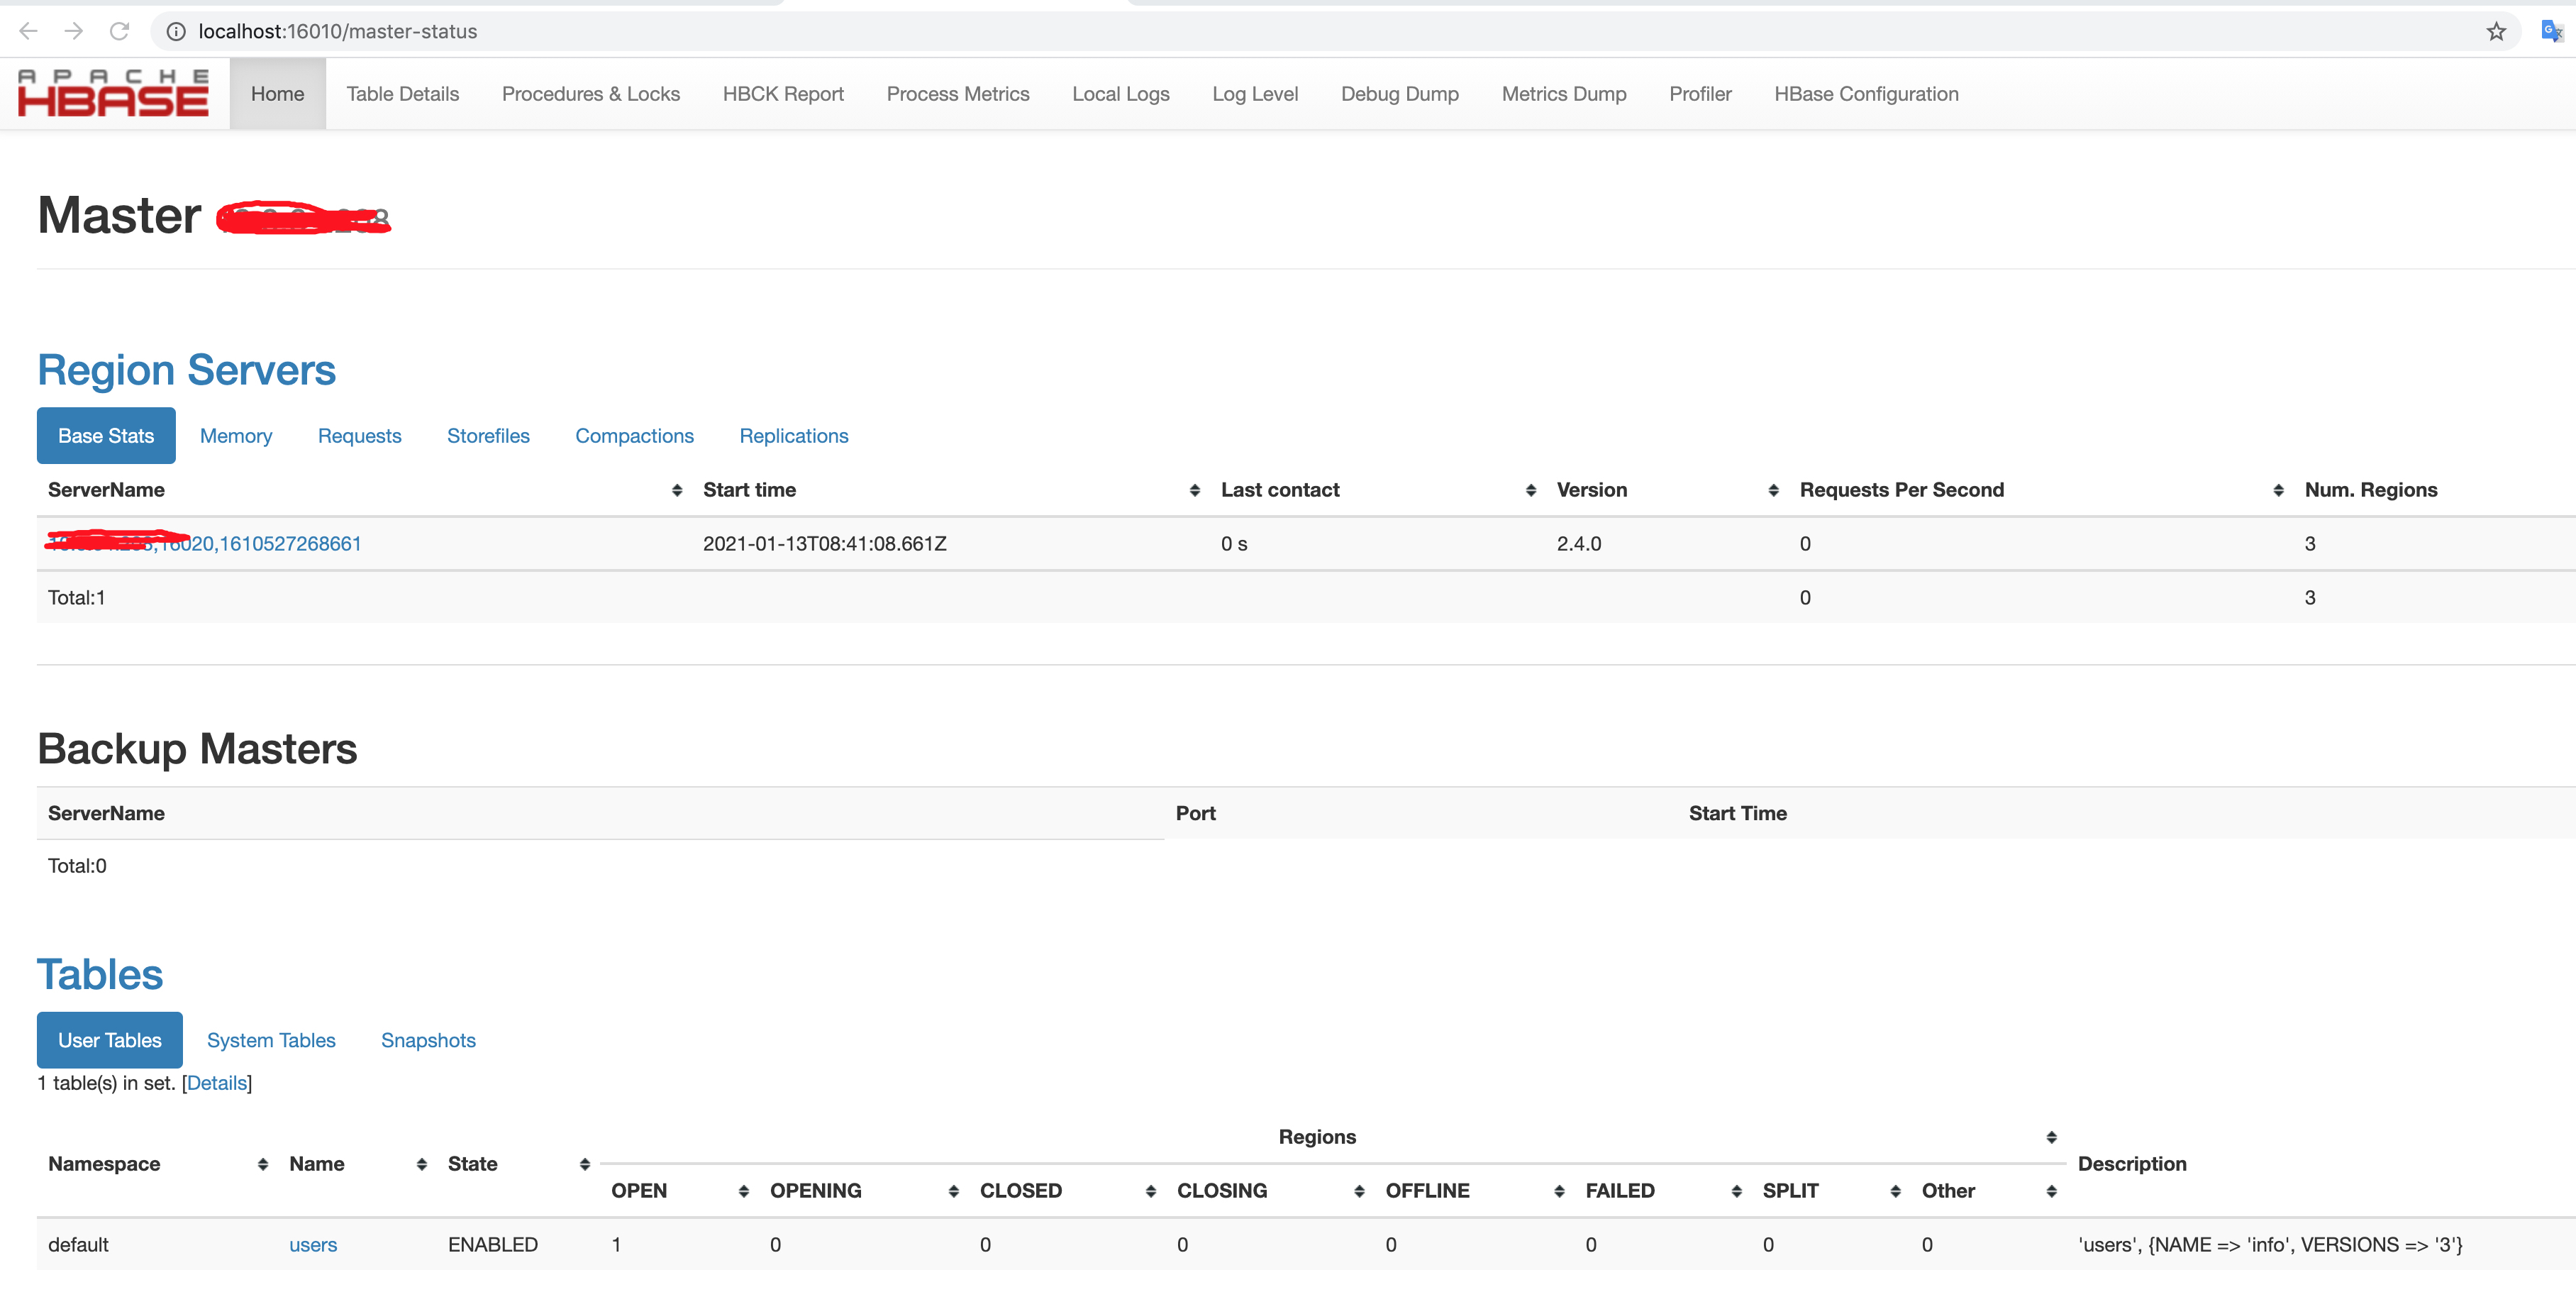 localhost:16010/master-status
APACHE
HBASE
Home Table Details Procedures & Locks HBCK Report Process Metrics Local Logs Log Level Debug Dump Metrics Dump Profiler HBase Configuration
Master
Region Servers
Base Stats Memory Requests Storefiles Compactions Replications
ServerName Start time Last contact Version Requests Per Second Num. Regions
,16020,1610527268661 2021-01-13T08:41:08.661Z 0 s 2.4.0 0 3
Total:1 0 3
Backup Masters
ServerName Port Start Time
Total:0
Tables
User Tables System Tables Snapshots
1 table(s) in set. [Details]
Regions
Namespace Name State Description
OPEN OPENING CLOSED CLOSING OFFLINE FAILED SPLIT Other
default users ENABLED 1 0 0 0 0 0 0 0 'users', {NAME => 'info', VERSIONS => '3'}